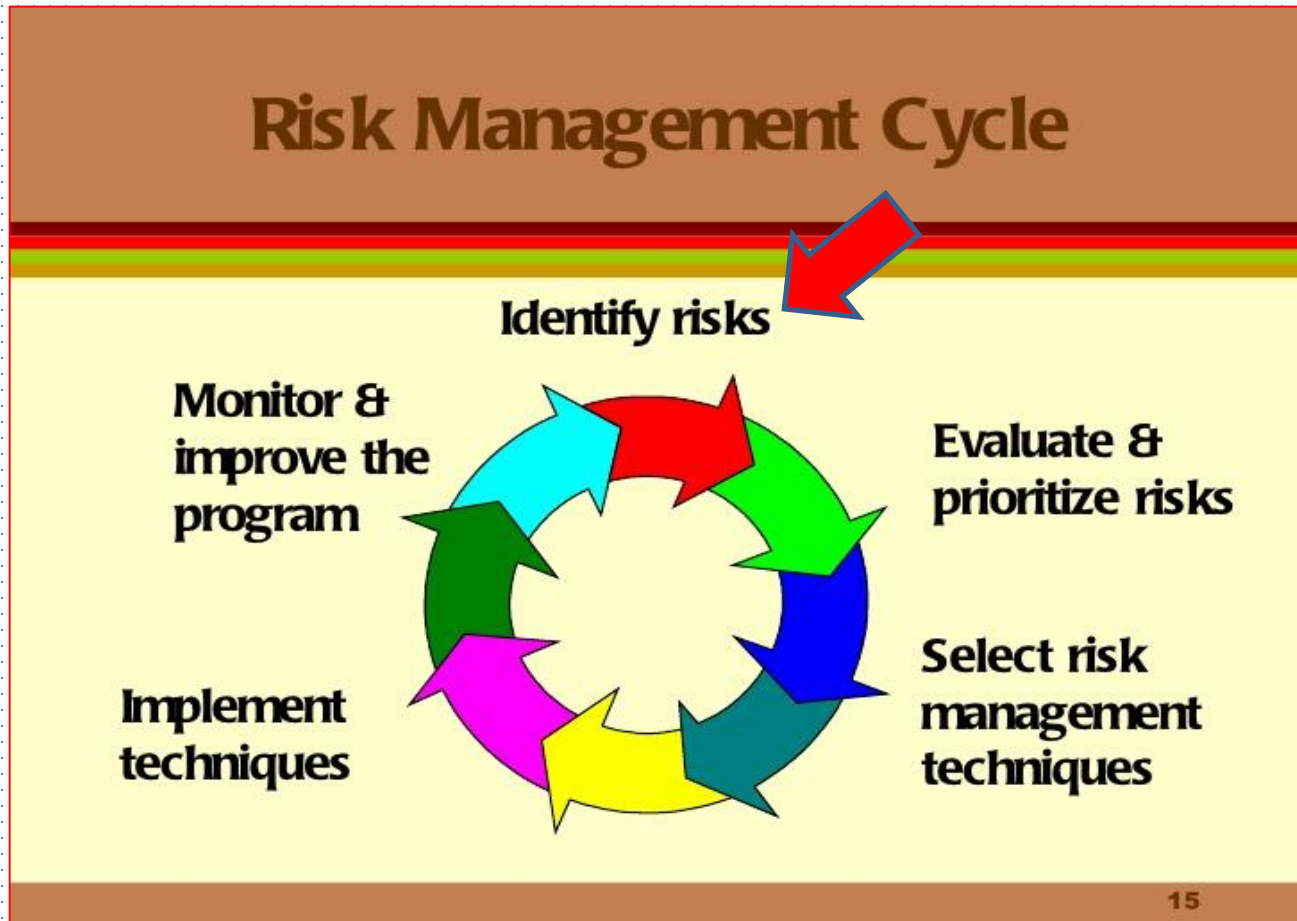 Risk Management Cycle
Identify risks
Monitor &
improve the
program
Evaluate &
prioritize risks
Select risk
management
techniques
Implement
techniques
15